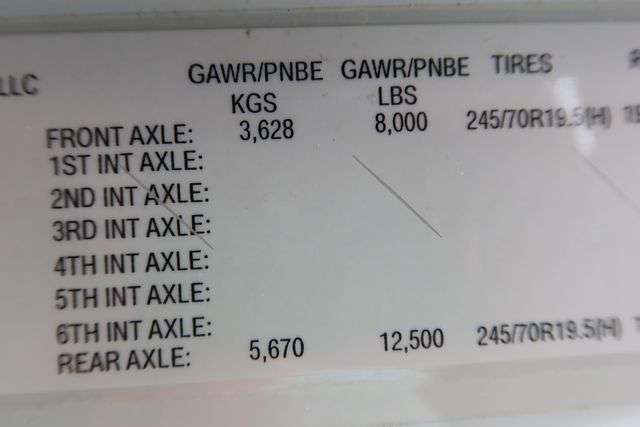 LLC GAWR/PNBE GAWR/PNBE TIRES
KGS LBS
FRONT AXLE: 3,628 8,000 245/70R19.5(H)
1ST INT AXLE:
2ND INT AXLE:
3RD INT AXLE:
4TH INT AXLE:
5TH INT AXLE:
6TH INT AXLE:
REAR AXLE: 5,670 12,500 245/70R19.5(H)